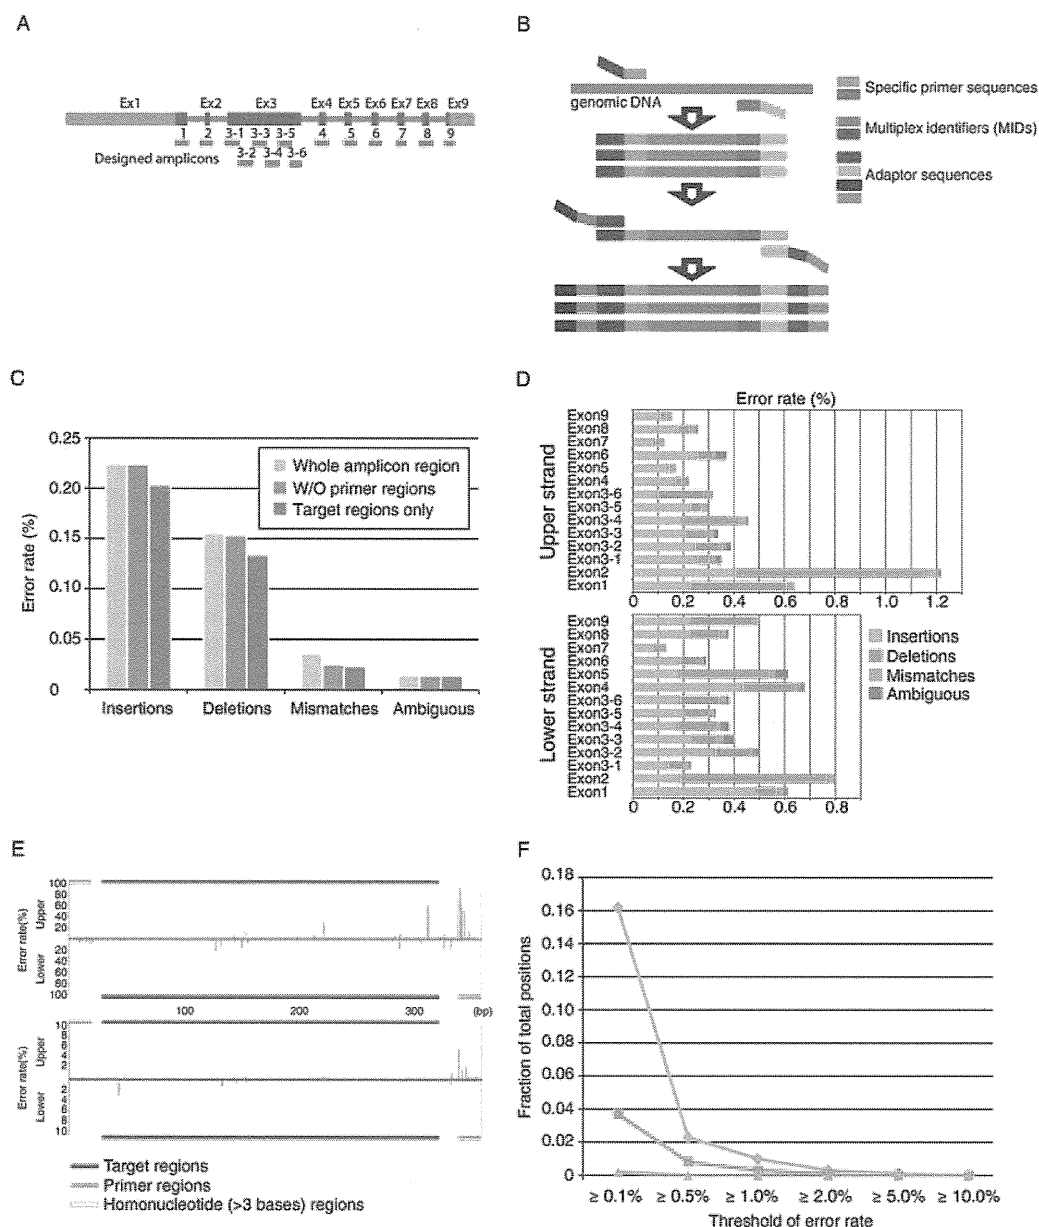 A
Ex1 Ex2 Ex3 Ex4 Ex5 Ex6 Ex7 Ex8 Ex9
1 2 3-1 3-3 3-5 4 5 6 7 8 9
Designed amplicons 3-2 3-4 3-6
B
genomic DNA
Specific primer sequences
Multiplex identifiers (MIDs)
Adaptor sequences
C
Error rate (%)
0.25
0.20
0.15
0.10
0.05
0
Whole amplicon region
W/O primer regions
Target regions only
Insertions Deletions Mismatches Ambiguous
D
Error rate (%)
Upper strand
Exon9
Exon8
Exon7
Exon6
Exon5
Exon4
Exon3-6
Exon3-5
Exon3-4
Exon3-3
Exon3-2
Exon3-1
Exon2
Exon1
0 0.2 0.4 0.6 0.8 1.0 1.2
Lower strand
Exon9
Exon8
Exon7
Exon6
Exon5
Exon4
Exon3-6
Exon3-5
Exon3-4
Exon3-3
Exon3-2
Exon3-1
Exon2
Exon1
0 0.2 0.4 0.6 0.8
Insertions
Deletions
Mismatches
Ambiguous
E
Error rate(%)
Upper
Lower
100
80
60
40
20
20
40
60
80
100
100 200 300 (bp)
Error rate(%)
Upper
Lower
10
8
6
4
2
2
4
6
8
10
Target regions
Primer regions
Homonucleotide (>3 bases) regions
F
Fraction of total positions
0.18
0.16
0.14
0.12
0.10
0.08
0.06
0.04
0.02
0
≥ 0.1% ≥ 0.5% ≥ 1.0% ≥ 2.0% ≥ 5.0% ≥ 10.0%
Threshold of error rate